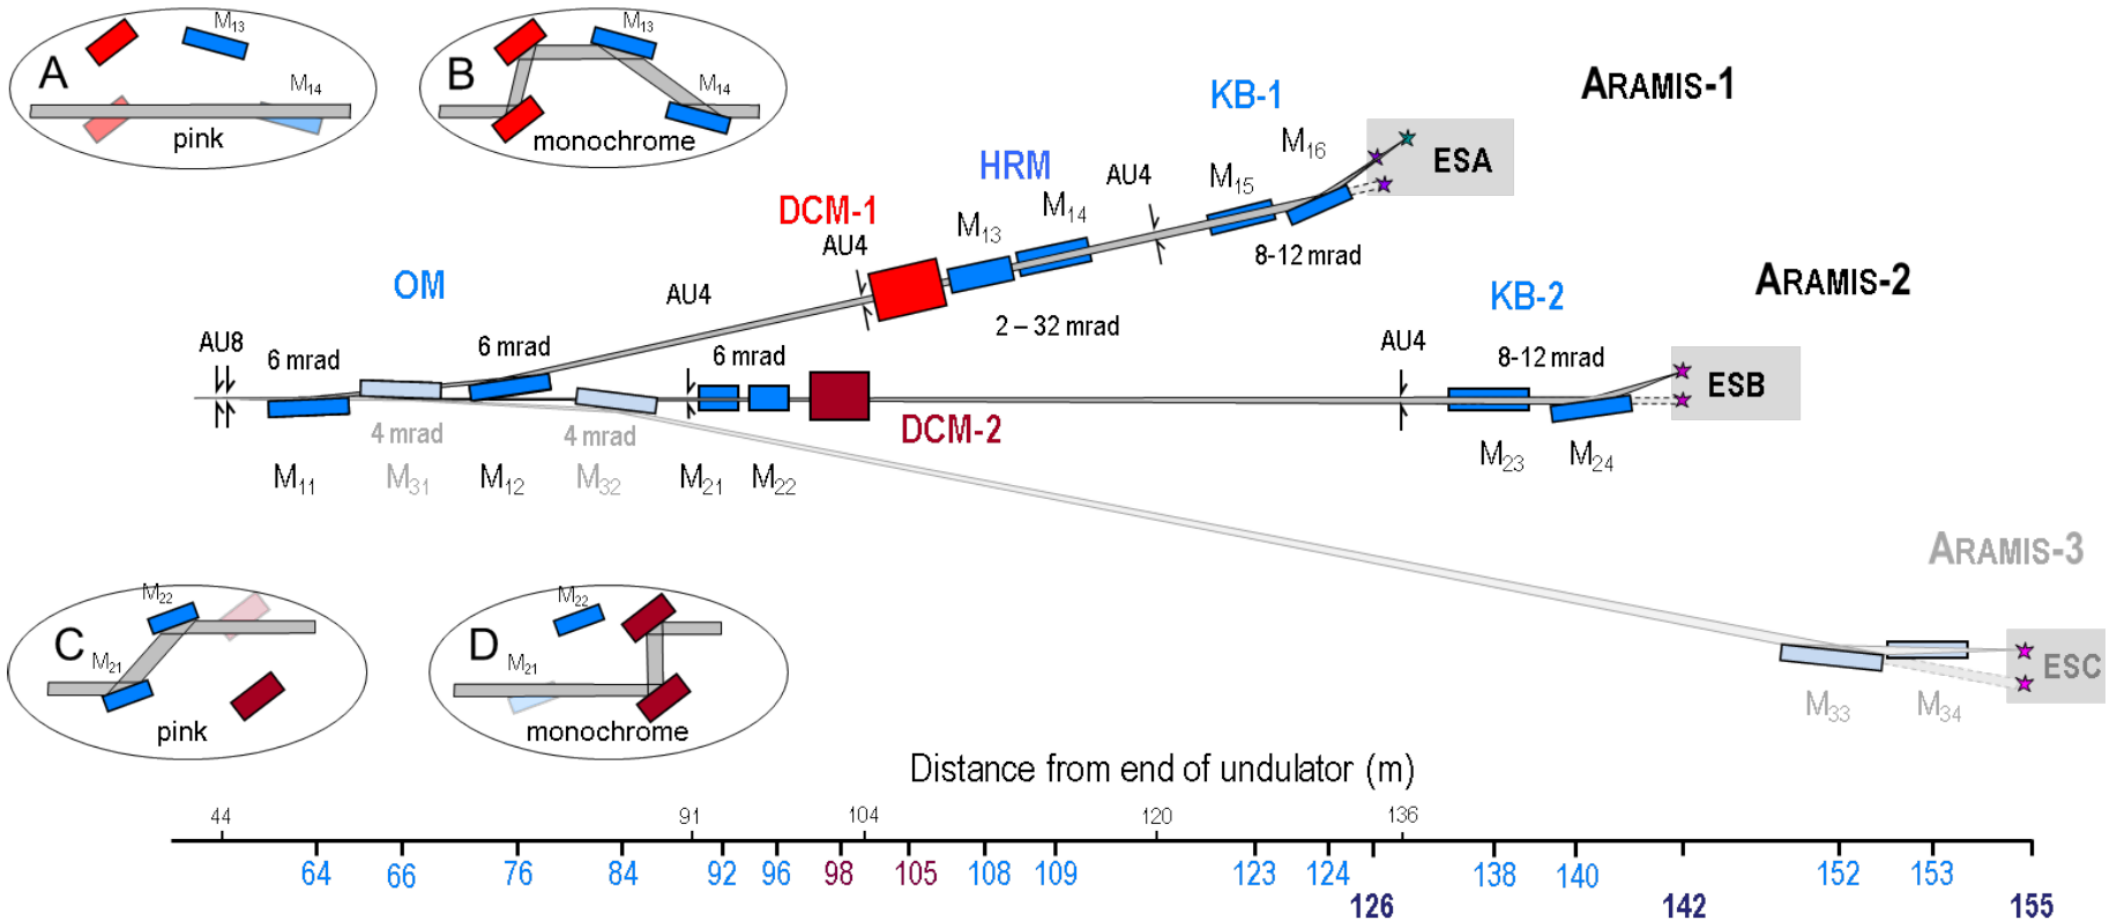 A
M13
M14
pink
B
M13
M14
monochrome
KB-1
ARAMIS-1
M16
ESA
HRM
AU4
M15
M14
DCM-1
M13
AU4
8-12 mrad
ARAMIS-2
OM
AU4
KB-2
2 – 32 mrad
AU8
6 mrad
6 mrad
6 mrad
AU4
8-12 mrad
ESB
4 mrad
4 mrad
DCM-2
M11
M31
M12
M32
M21
M22
M23
M24
ARAMIS-3
C
M22
M21
pink
D
M22
M21
monochrome
ESC
M33
M34
Distance from end of undulator (m)
44
91
104
120
136
64
66
76
84
92
96
98
105
108
109
123
124
138
140
152
153
126
142
155